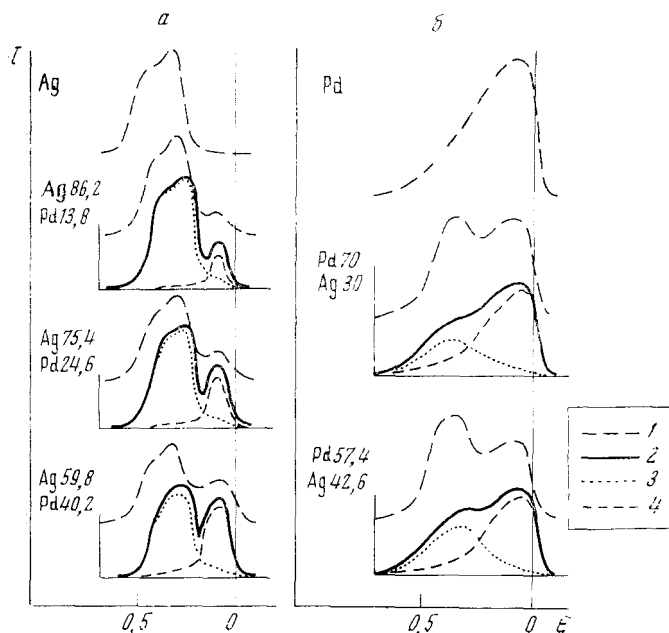 а
б
I
Ag
Ag 86,2
Pd 13,8
Ag 75,4
Pd 24,6
Ag 59,8
Pd 40,2
0,5 0
Pd
Pd 70
Ag 30
Pd 57,4
Ag 42,6
0,5 0 E
1
2
3
4